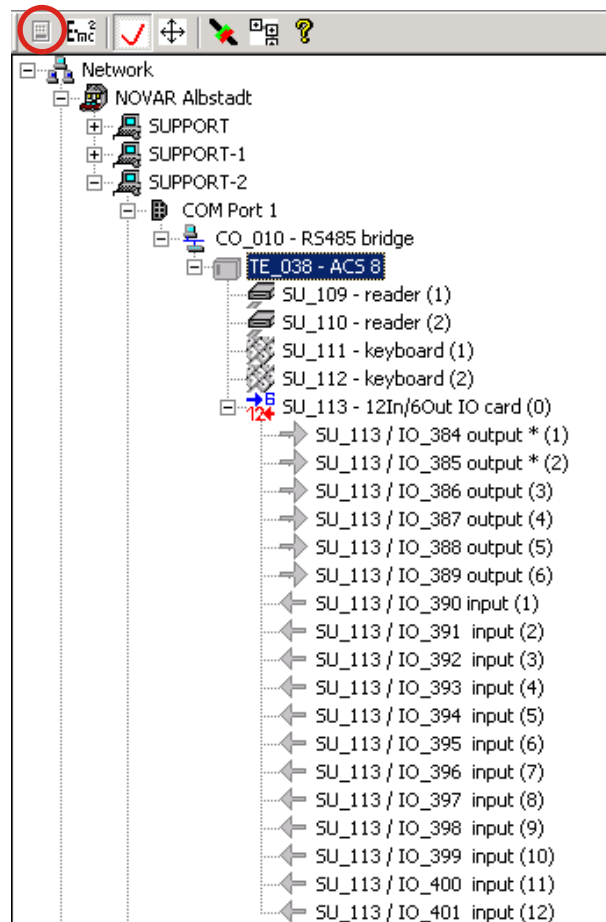 Emc²
?
Network
NOVAR Albstadt
SUPPORT
SUPPORT-1
SUPPORT-2
COM Port 1
CO_010 - RS485 bridge
TE_038 - ACS 8
SU_109 - reader (1)
SU_110 - reader (2)
SU_111 - keyboard (1)
SU_112 - keyboard (2)
6
12
SU_113 - 12In/6Out IO card (0)
SU_113 / IO_384 output * (1)
SU_113 / IO_385 output * (2)
SU_113 / IO_386 output (3)
SU_113 / IO_387 output (4)
SU_113 / IO_388 output (5)
SU_113 / IO_389 output (6)
SU_113 / IO_390 input (1)
SU_113 / IO_391 input (2)
SU_113 / IO_392 input (3)
SU_113 / IO_393 input (4)
SU_113 / IO_394 input (5)
SU_113 / IO_395 input (6)
SU_113 / IO_396 input (7)
SU_113 / IO_397 input (8)
SU_113 / IO_398 input (9)
SU_113 / IO_399 input (10)
SU_113 / IO_400 input (11)
SU_113 / IO_401 input (12)